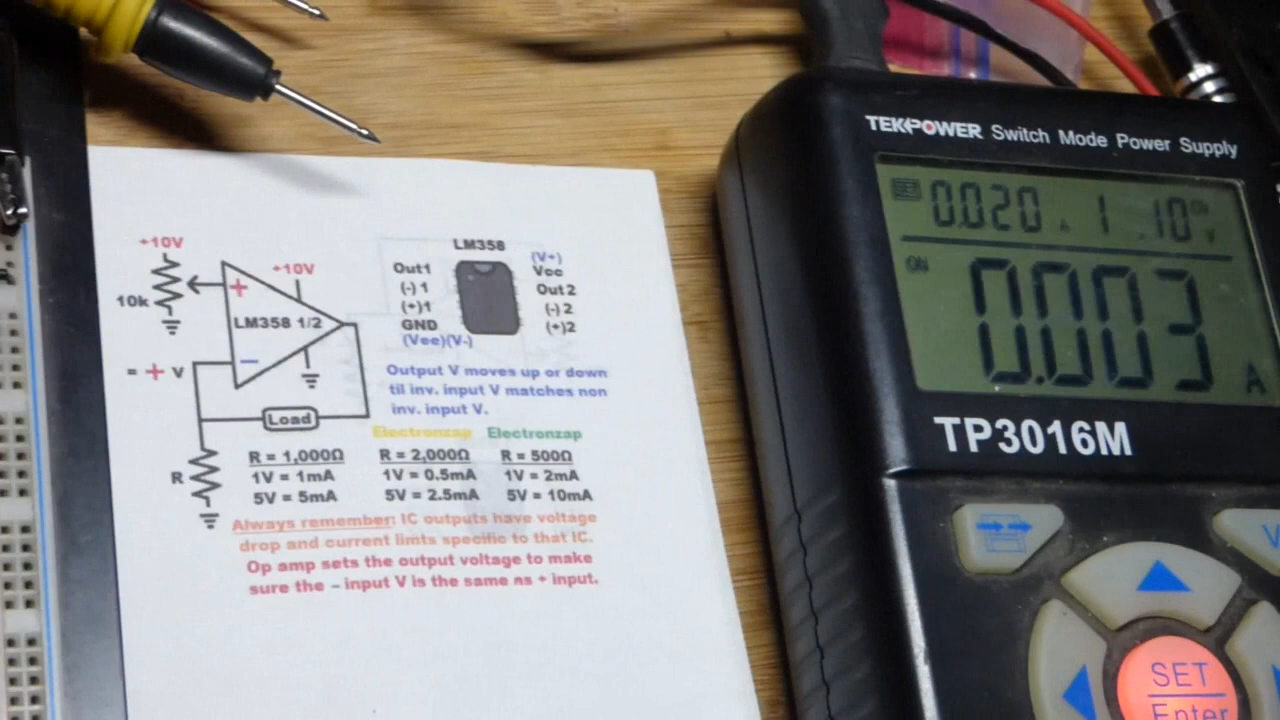 TEKPOWER Switch Mode Power Supply
SET 0.020 A 1 .10 V
ON 0.003 A
TP3016M
SET
Enter
V
+10V
+10V
10k
LM358 1/2
+
−
= + V
Load
R
LM358
Out1
(-) 1
(+)1
GND
(Vee)(V-)
(V+)
Vcc
Out 2
(-) 2
(+)2
Output V moves up or down
til inv. input V matches non
inv. input V.
Electronzap Electronzap
R = 1,000Ω R = 2,000Ω R = 500Ω
1V = 1mA 1V = 0.5mA 1V = 2mA
5V = 5mA 5V = 2.5mA 5V = 10mA
Always remember: IC outputs have voltage
drop and current limts specific to that IC.
Op amp sets the output voltage to make
sure the - input V is the same as + input.